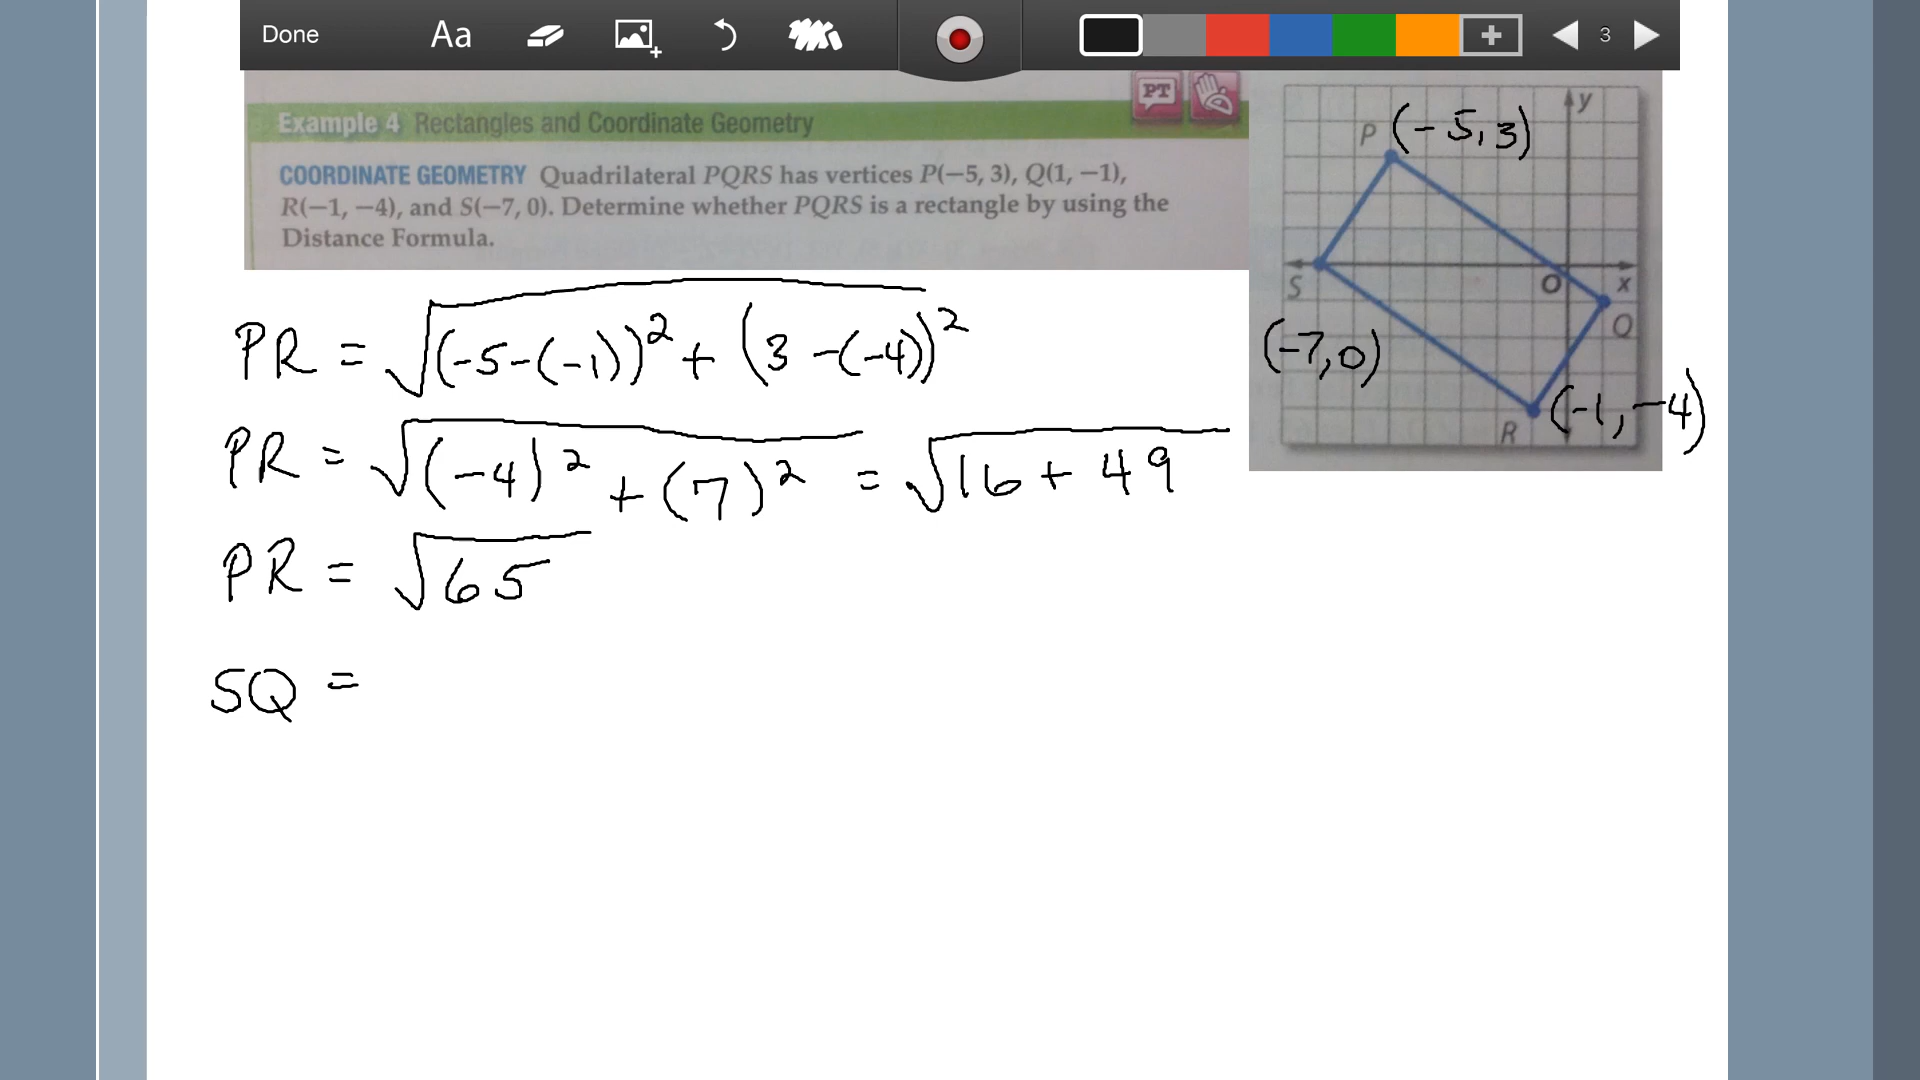 Done Aa 3
PT
Example 4 Rectangles and Coordinate Geometry
COORDINATE GEOMETRY Quadrilateral PQRS has vertices P(−5, 3), Q(1, −1),
R(−1, −4), and S(−7, 0). Determine whether PQRS is a rectangle by using the
Distance Formula.
y
P (-5, 3)
S O x
Q
(-7, 0)
R (-1, -4)
PR = √((-5-(-1))² + (3-(-4))²)
PR = √((-4)² + (7)²) = √(16 + 49)
PR = √65
SQ =